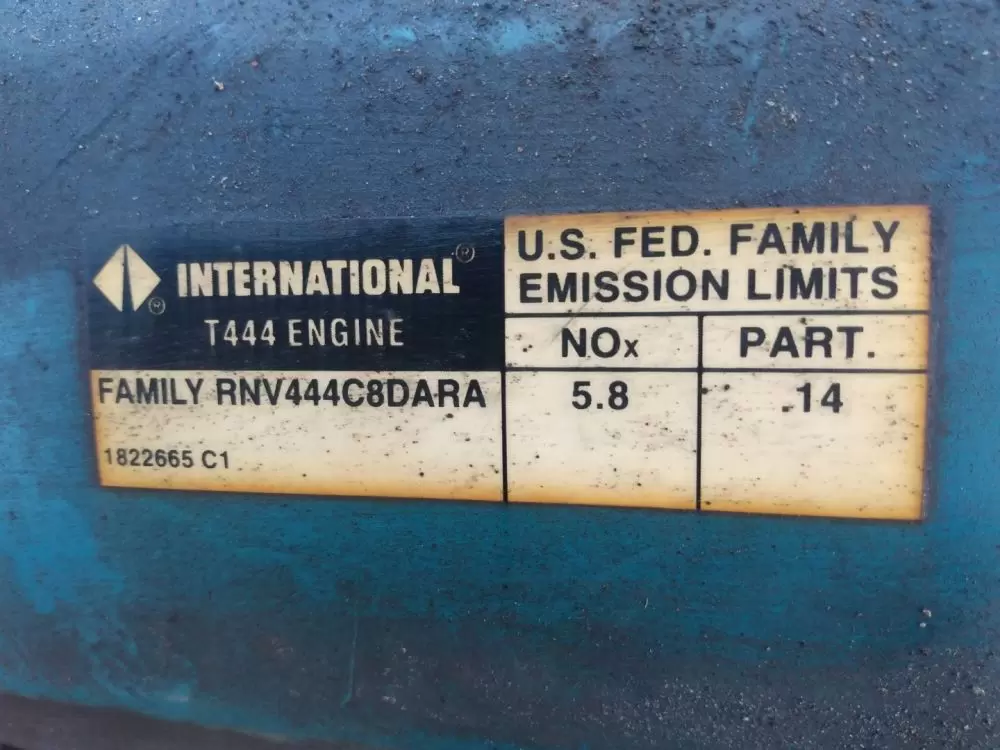 INTERNATIONAL®
®
T444 ENGINE
FAMILY RNV444C8DARA
1822665 C1
U.S. FED. FAMILY
EMISSION LIMITS
NOx PART.
5.8 .14